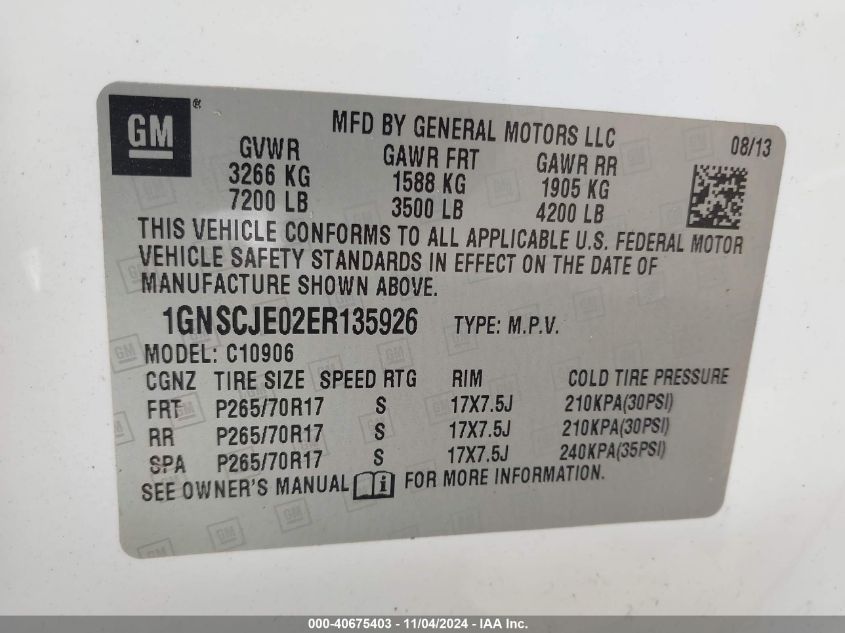 GM ®
MFD BY GENERAL MOTORS LLC
08/13
GVWR GAWR FRT GAWR RR
3266 KG 1588 KG 1905 KG
7200 LB 3500 LB 4200 LB
THIS VEHICLE CONFORMS TO ALL APPLICABLE U.S. FEDERAL MOTOR
VEHICLE SAFETY STANDARDS IN EFFECT ON THE DATE OF
MANUFACTURE SHOWN ABOVE.
1GNSCJE02ER135926 TYPE: M.P.V.
MODEL: C10906
CGNZ TIRE SIZE SPEED RTG RIM COLD TIRE PRESSURE
FRT P265/70R17 S 17X7.5J 210KPA(30PSI)
RR P265/70R17 S 17X7.5J 210KPA(30PSI)
SPA P265/70R17 S 17X7.5J 240KPA(35PSI)
SEE OWNER'S MANUAL i FOR MORE INFORMATION.
000-40675403 - 11/04/2024 - IAA Inc.